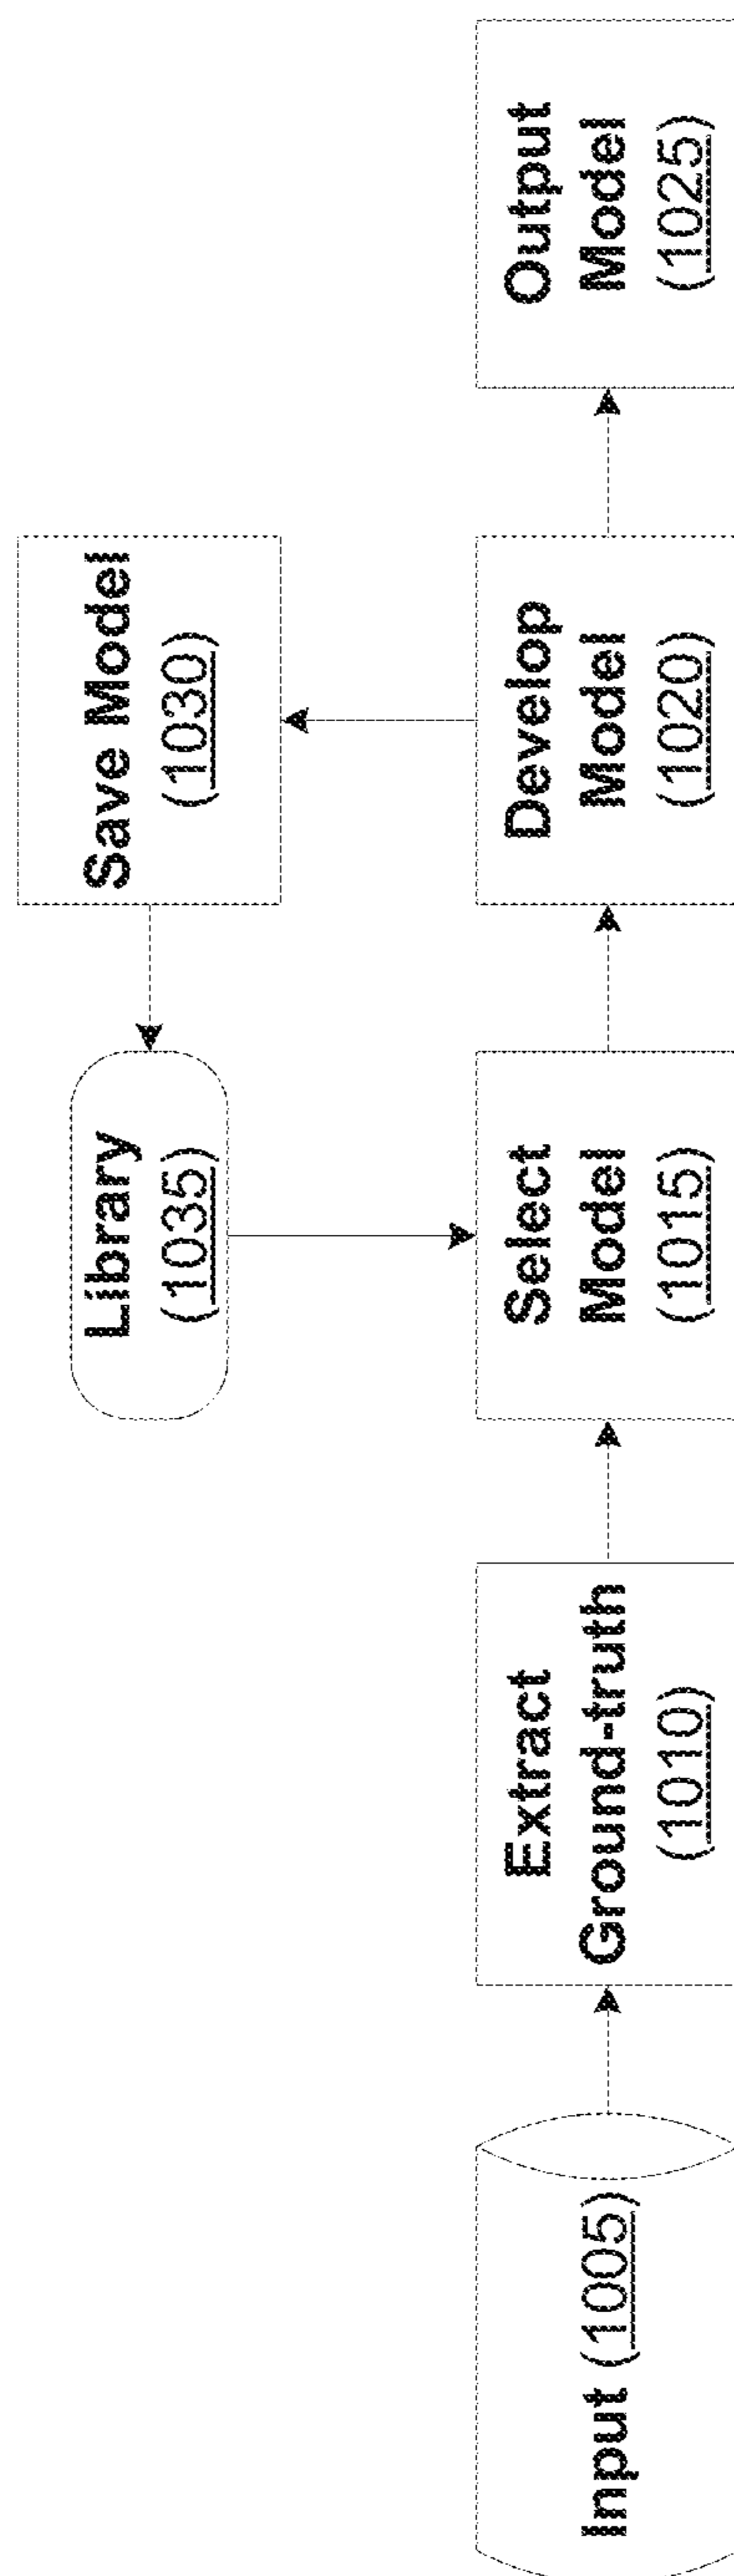 Library
(1035)
Save Model
(1030)
Input (1005)
Extract
Ground-truth
(1010)
Select
Model
(1015)
Develop
Model
(1020)
Output
Model
(1025)